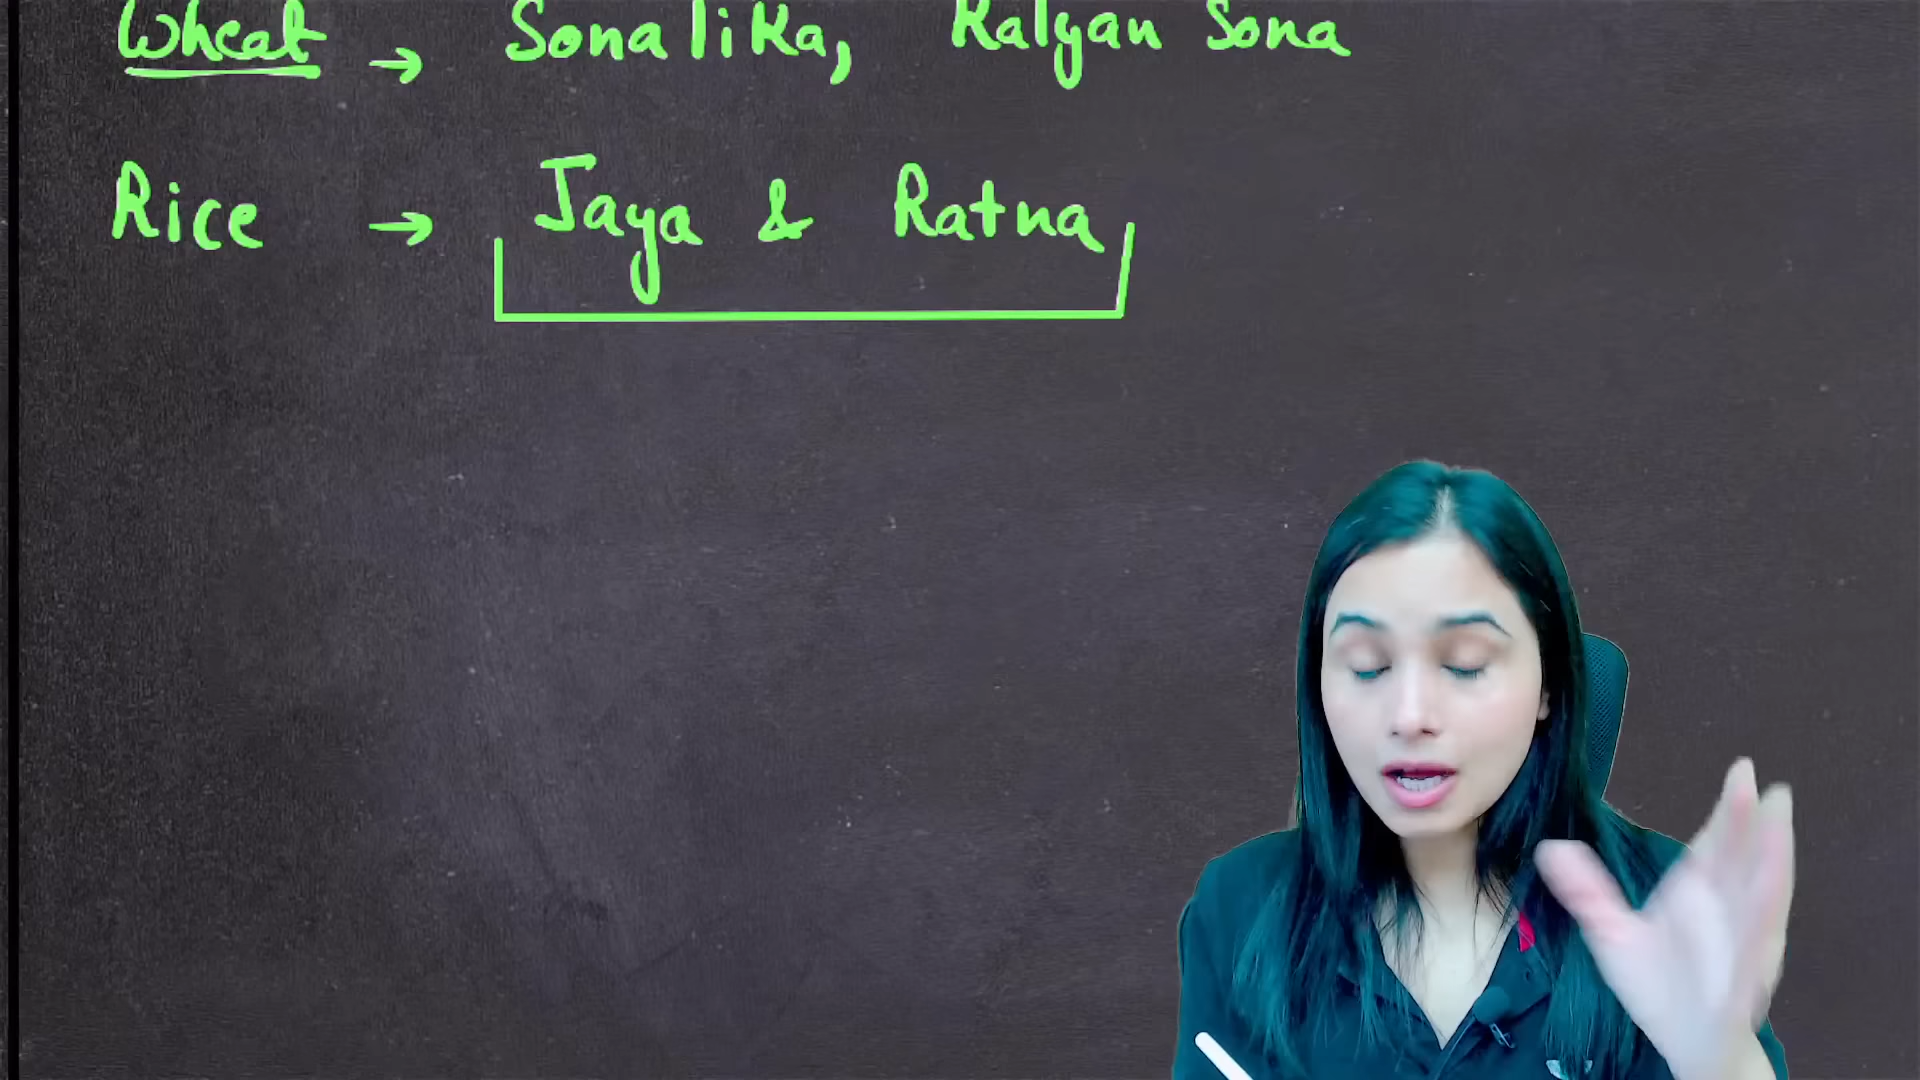 Wheat → Sonalika, Kalyan Sona
Rice → Jaya & Ratna